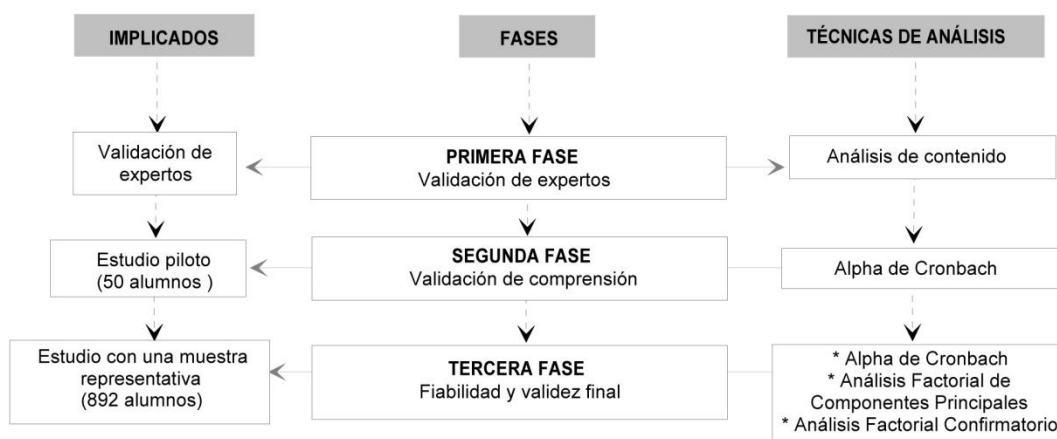 IMPLICADOS
FASES
TÉCNICAS DE ANÁLISIS
Validación de
expertos
PRIMERA FASE
Validación de expertos
Análisis de contenido
Estudio piloto
(50 alumnos )
SEGUNDA FASE
Validación de comprensión
Alpha de Cronbach
Estudio con una muestra
representativa
(892 alumnos)
TERCERA FASE
Fiabilidad y validez final
* Alpha de Cronbach
* Análisis Factorial de
Componentes Principales
* Análisis Factorial Confirmatorio